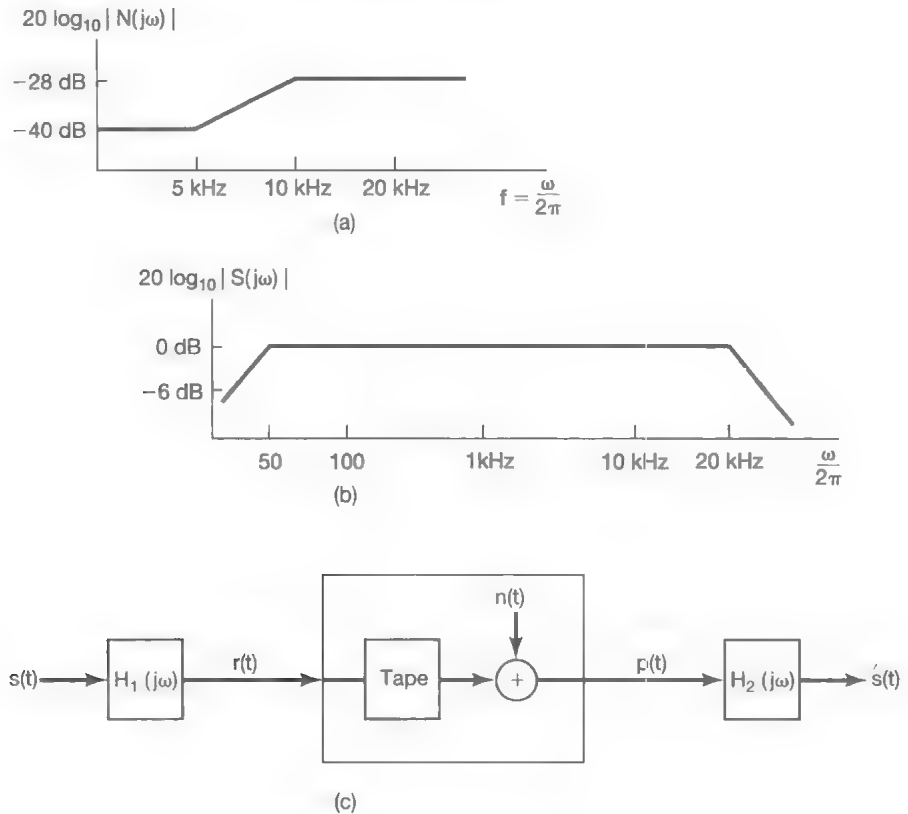 20 log₁₀| N(jω) |
−28 dB
−40 dB
5 kHz 10 kHz 20 kHz
f = ω/2π
(a)
20 log₁₀| S(jω) |
0 dB
−6 dB
50 100 1kHz 10 kHz 20 kHz ω/2π
(b)
n(t)
s(t) H₁ (jω) r(t) Tape + p(t) H₂ (jω) ś(t)
(c)